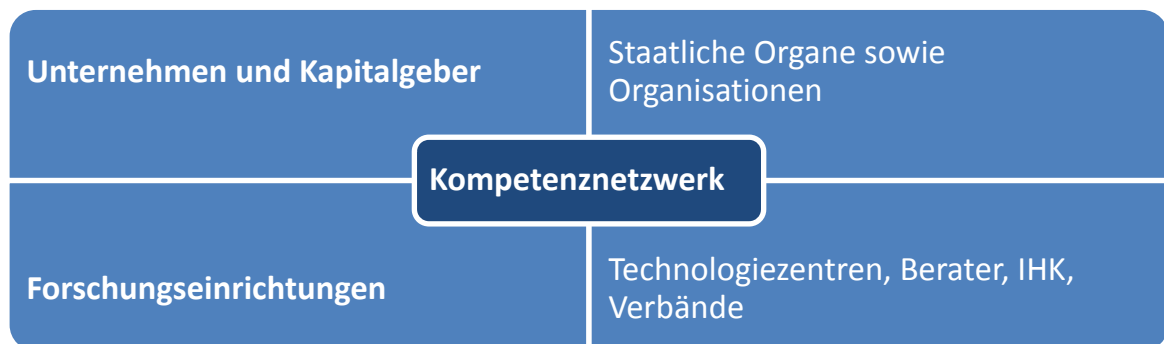 Unternehmen und Kapitalgeber
Staatliche Organe sowie
Organisationen
Kompetenznetzwerk
Forschungseinrichtungen
Technologiezentren, Berater, IHK,
Verbände